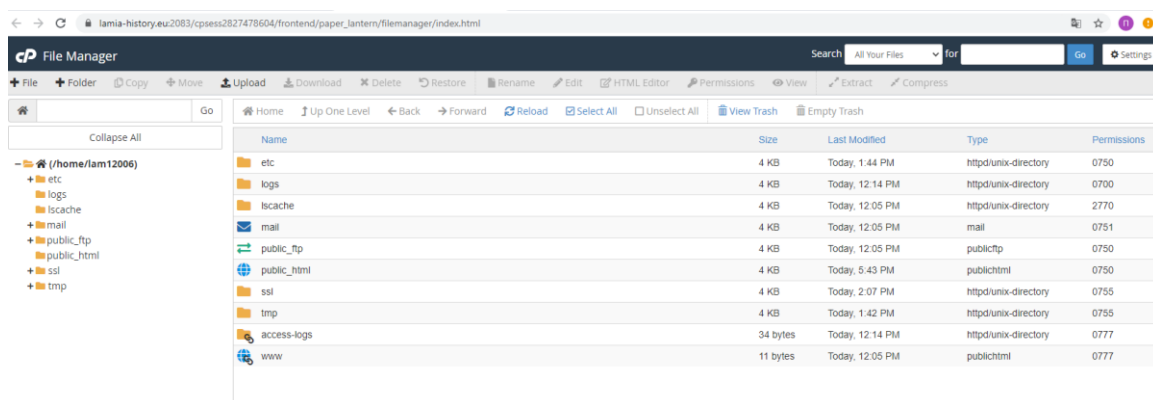 lamia-history.eu:2083/cpsess2827478604/frontend/paper_lantern/filemanager/index.html
n
cP File Manager Search All Your Files for Go Settings
+ File + Folder Copy Move Upload Download Delete Restore Rename Edit HTML Editor Permissions View Extract Compress
Go Home Up One Level Back Forward Reload Select All Unselect All View Trash Empty Trash
Collapse All
Name Size Last Modified Type Permissions
(/home/lam12006)
etc
logs
lscache
mail
public_ftp
public_html
ssl
tmp
etc 4 KB Today, 1:44 PM httpd/unix-directory 0750
logs 4 KB Today, 12:14 PM httpd/unix-directory 0700
lscache 4 KB Today, 12:05 PM httpd/unix-directory 2770
mail 4 KB Today, 12:05 PM mail 0751
public_ftp 4 KB Today, 12:05 PM publicftp 0750
public_html 4 KB Today, 5:43 PM publichtml 0750
ssl 4 KB Today, 2:07 PM httpd/unix-directory 0755
tmp 4 KB Today, 1:42 PM httpd/unix-directory 0755
access-logs 34 bytes Today, 12:14 PM httpd/unix-directory 0777
www 11 bytes Today, 12:05 PM publichtml 0777